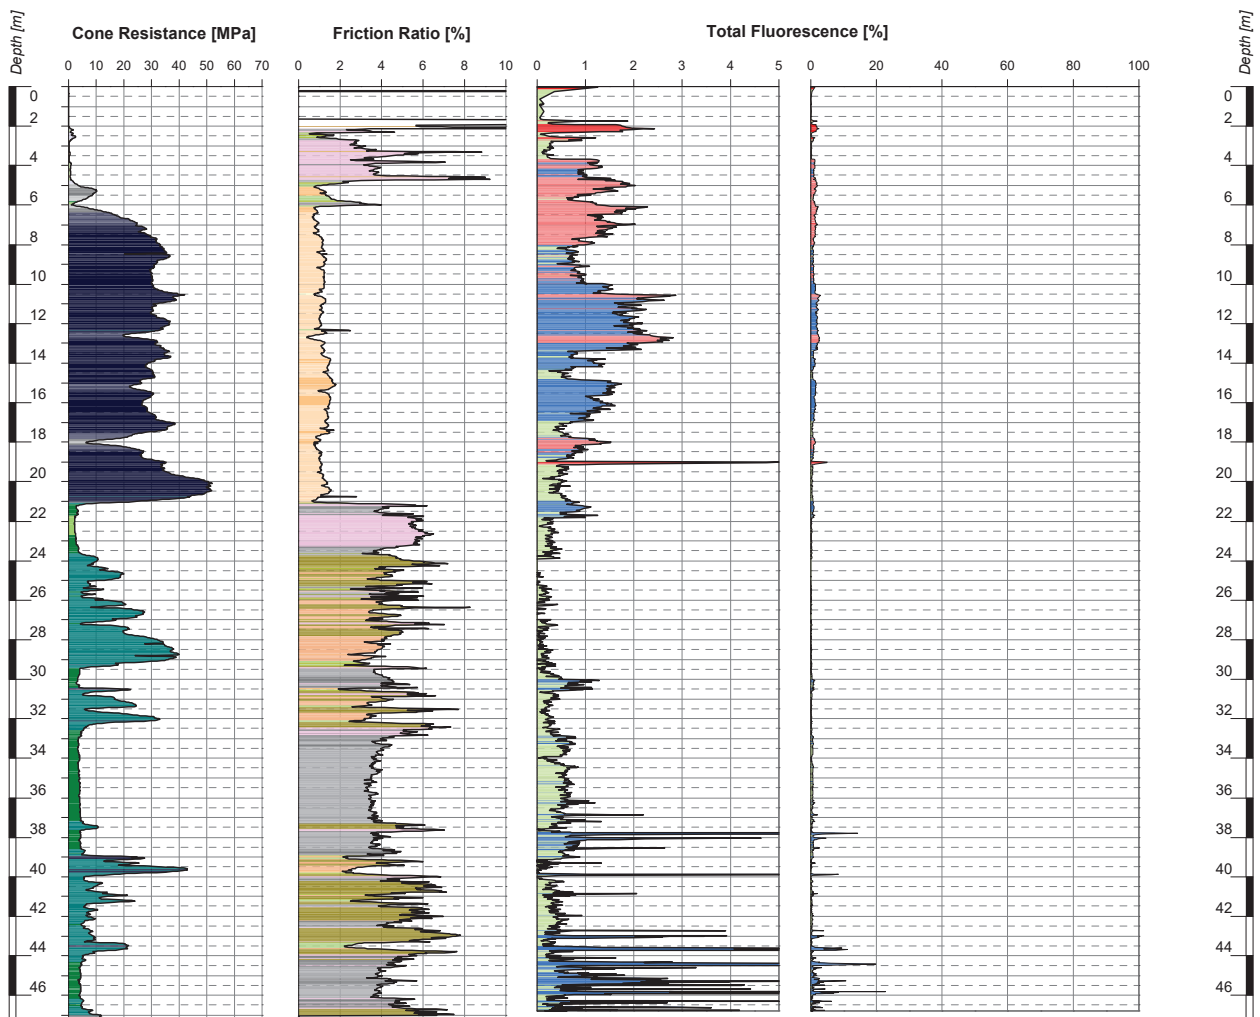 Depth [m]
Cone Resistance [MPa]
Friction Ratio [%]
Total Fluorescence [%]
Depth [m]
0 10 20 30 40 50 60 70
0 2 4 6 8 10
0 1 2 3 4 5
0 20 40 60 80 100
0 0
2 2
4 4
6 6
8 8
10 10
12 12
14 14
16 16
18 18
20 20
22 22
24 24
26 26
28 28
30 30
32 32
34 34
36 36
38 38
40 40
42 42
44 44
46 46